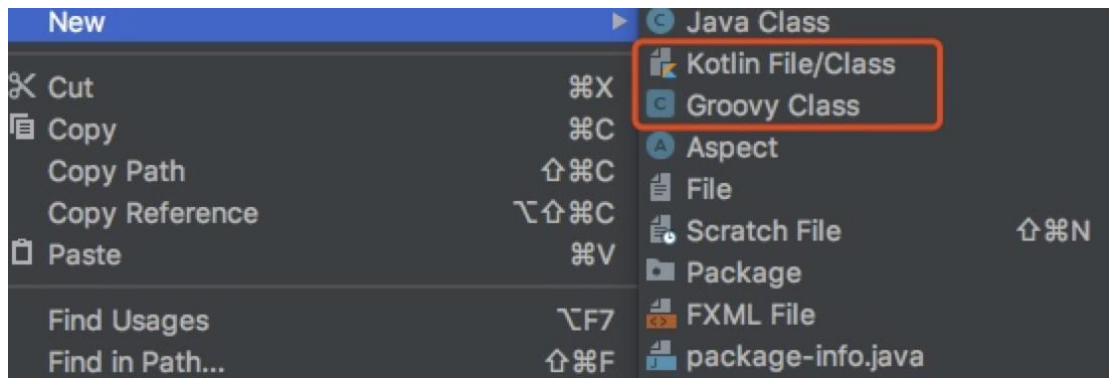 New
Cut ⌘X
Copy ⌘C
Copy Path ⇧⌘C
Copy Reference ⌥⇧⌘C
Paste ⌘V
Find Usages ⌥F7
Find in Path... ⇧⌘F
Java Class
Kotlin File/Class
Groovy Class
Aspect
File
Scratch File ⇧⌘N
Package
FXML File
package-info.java